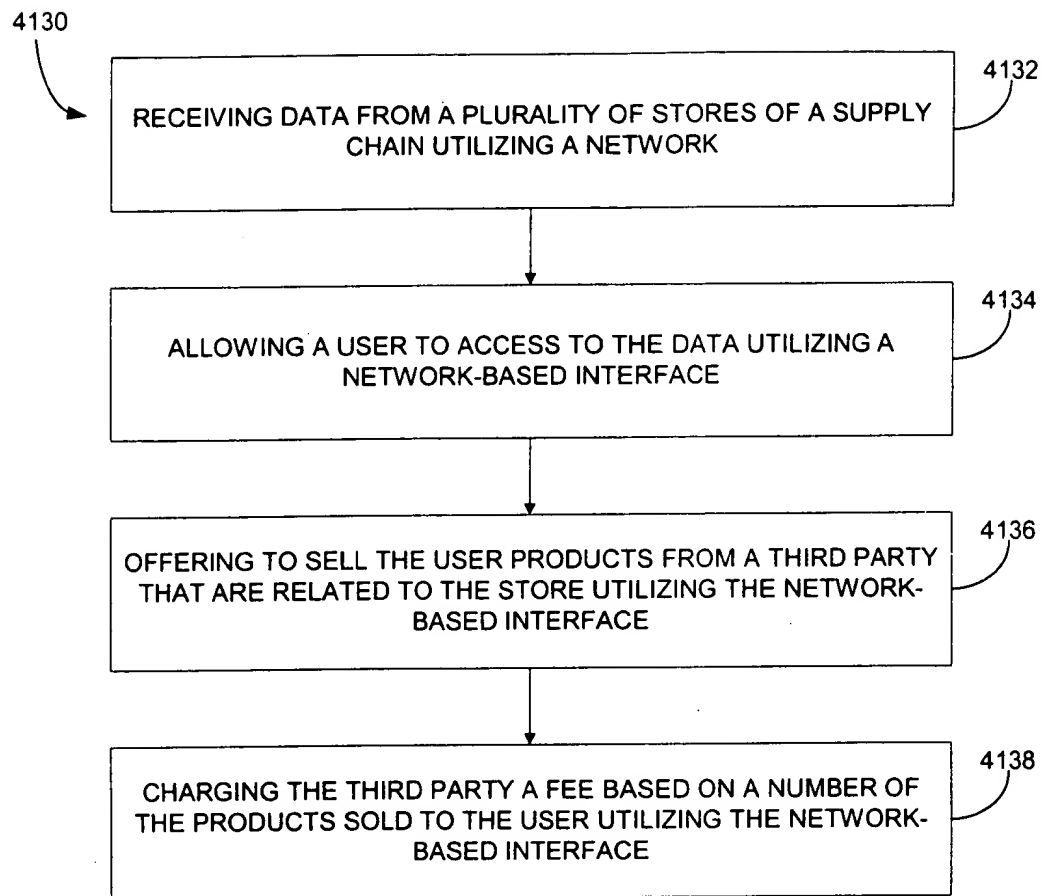 4130
4132
RECEIVING DATA FROM A PLURALITY OF STORES OF A SUPPLY
CHAIN UTILIZING A NETWORK
4134
ALLOWING A USER TO ACCESS TO THE DATA UTILIZING A
NETWORK-BASED INTERFACE
4136
OFFERING TO SELL THE USER PRODUCTS FROM A THIRD PARTY
THAT ARE RELATED TO THE STORE UTILIZING THE NETWORK-
BASED INTERFACE
4138
CHARGING THE THIRD PARTY A FEE BASED ON A NUMBER OF
THE PRODUCTS SOLD TO THE USER UTILIZING THE NETWORK-
BASED INTERFACE